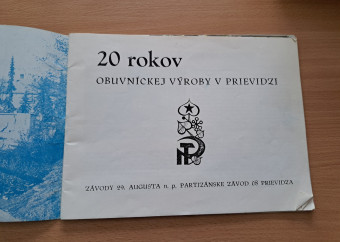 20 rokov
OBUVNÍCKEJ VÝROBY V PRIEVIDZI
ZÁVODY 29. AUGUSTA n. p. PARTIZÁNSKE ZÁVOD 08 PRIEVIDZA